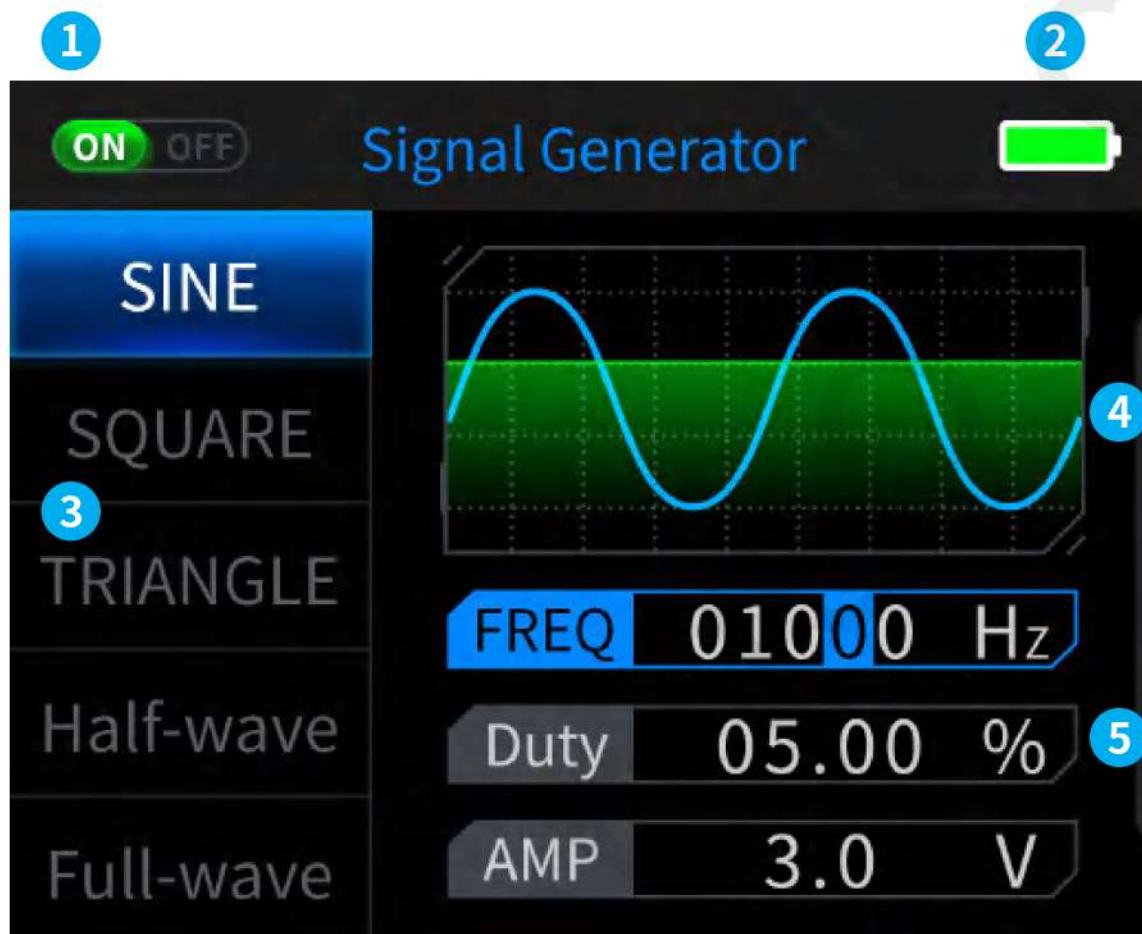 1
2
ON OFF Signal Generator
SINE
SQUARE
3
TRIANGLE
Half-wave
Full-wave
4
FREQ 01000 Hz
Duty 05.00 %
5
AMP 3.0 V